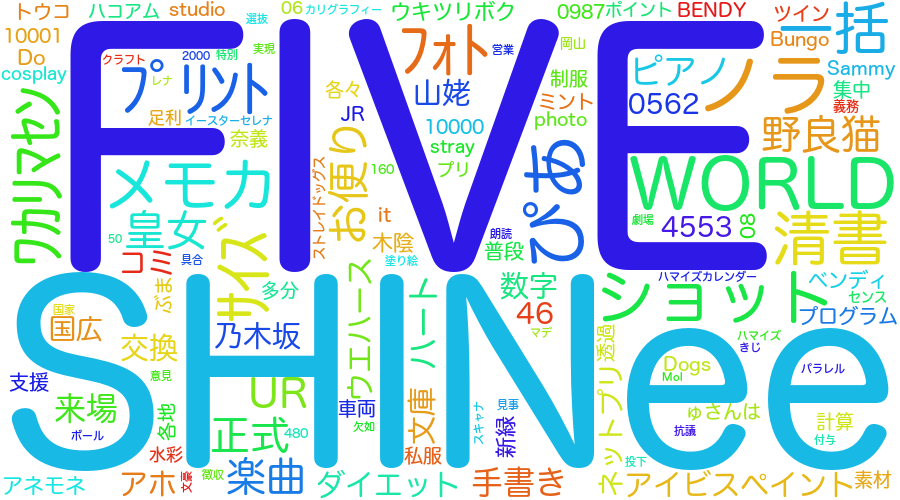 トウコ
ハコアム
studio
選抜
06
カリグラフィー
ウキツリボク
0987
ポイント
BENDY
ツイン
一括
10001
Do
cosplay
クラフト
2000
特別
実現
FIVE
フォト
営業
岡山
Bungo
Sammy
プリント
レナ
各々
山姥
制服
ピアノ
ノラ
集中
義務
ワカリマセン
足利
イースターセレナ
JR
ミント
0562
photo
10000
奈義
stray
野良猫
メモカ
お便り
160
プリ
ぴあ
WORLD
ストレイドッグス
皇女
サイズ
it
劇場
4553
08
清書
50
木陰
朗読
普段
コミ
具合
塗り絵
ハマイズカレンダー
ベンディ
センス
SHINee
ぶま
多分
ウエハース
ハート
数字
ショット
国家
国広
乃木坂
46
マデ
プログラム
交換
透過
ハマイズ
きじ
支援
意見
UR
Dogs
Mol
パラレル
来場
車両
文庫
見事
ゅさんは
ボール
各地
正式
480
欠如
スキャナ
新緑
ネットプリ
抗議
計算
付与
水彩
私服
投下
アネモネ
アホ
文豪
徴収
楽曲
ダイエット
手書き
アイビスペイント
素材